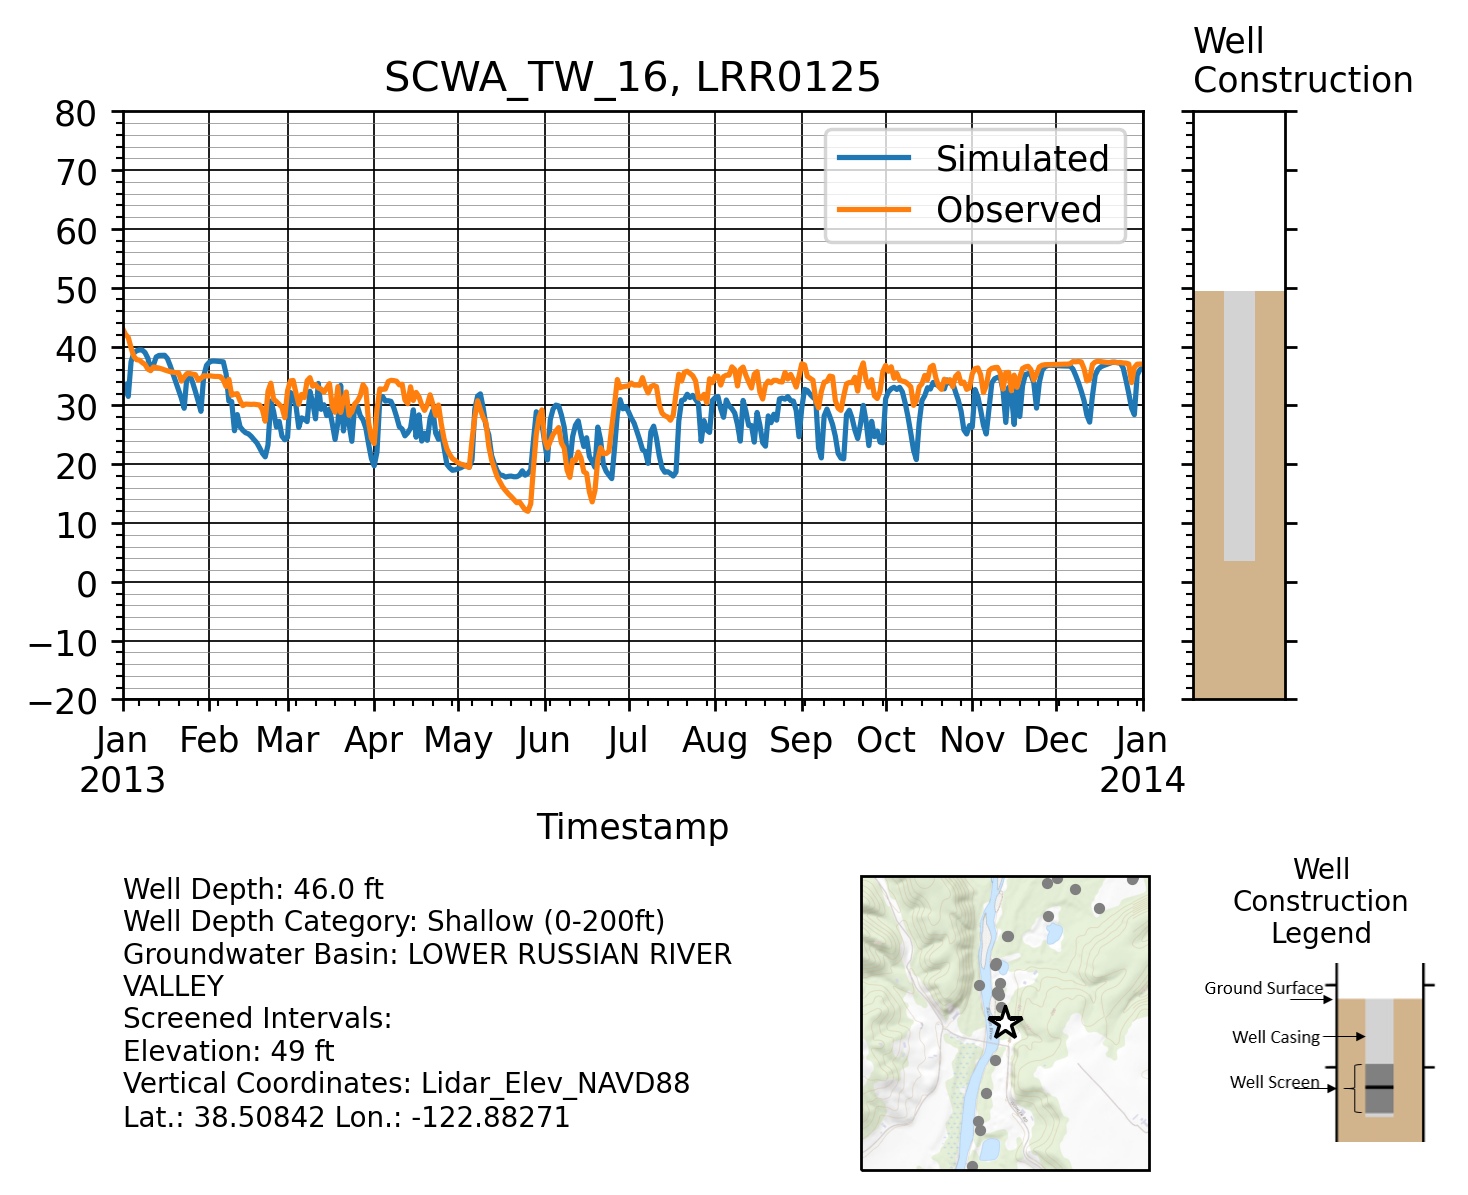 Well
Construction
SCWA_TW_16, LRR0125
80
70
60
50
40
30
20
10
0
−10
−20
Simulated
Observed
Jan Feb Mar Apr May Jun Jul Aug Sep Oct Nov Dec Jan
2013 2014
Timestamp
Well Depth: 46.0 ft
Well Depth Category: Shallow (0-200ft)
Groundwater Basin: LOWER RUSSIAN RIVER
VALLEY
Screened Intervals:
Elevation: 49 ft
Vertical Coordinates: Lidar_Elev_NAVD88
Lat.: 38.50842 Lon.: -122.88271
Well
Construction
Legend
Ground Surface
Well Casing
Well Screen